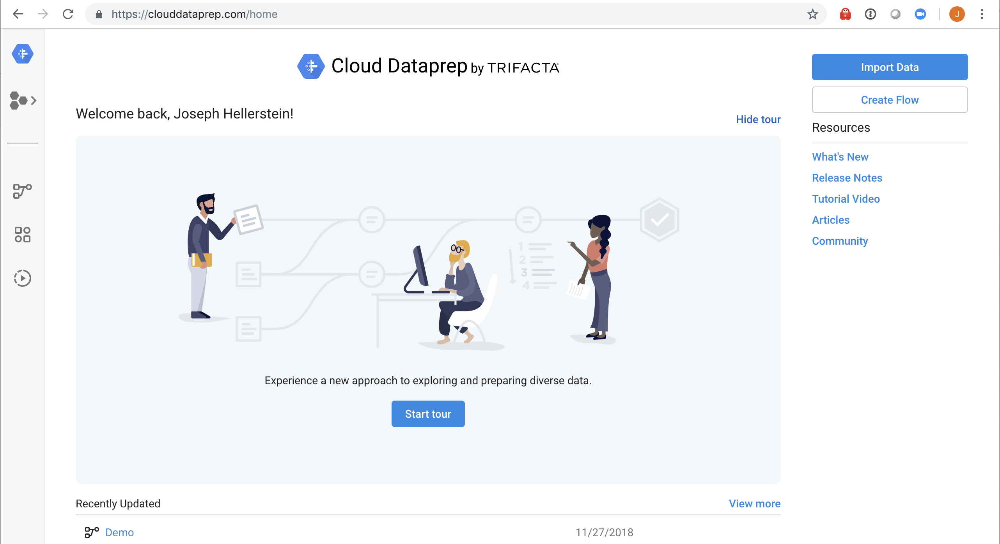 https://clouddataprep.com/home
J
Cloud Dataprep by TRIFACTA
Import Data
Create Flow
Welcome back, Joseph Hellerstein!
Hide tour
Resources
What's New
Release Notes
Tutorial Video
Articles
Community
1
2
3
4
Experience a new approach to exploring and preparing diverse data.
Start tour
Recently Updated
View more
Demo
11/27/2018